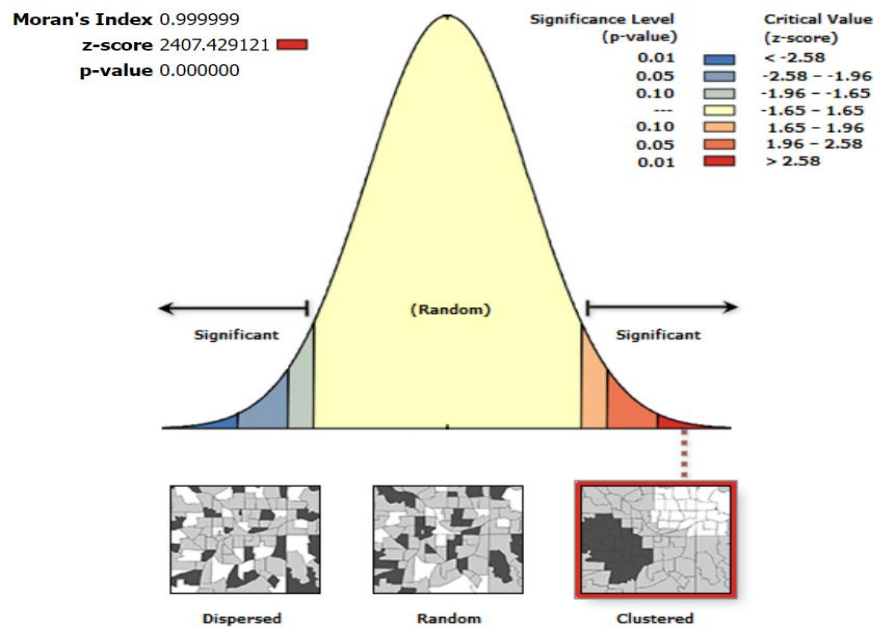 Moran's Index 0.999999
z-score 2407.429121
p-value 0.000000
Significance Level
(p-value)
Critical Value
(z-score)
0.01 < -2.58
0.05 -2.58 – -1.96
0.10 -1.96 – -1.65
--- -1.65 – 1.65
0.10 1.65 – 1.96
0.05 1.96 – 2.58
0.01 > 2.58
(Random)
Significant
Significant
Dispersed
Random
Clustered